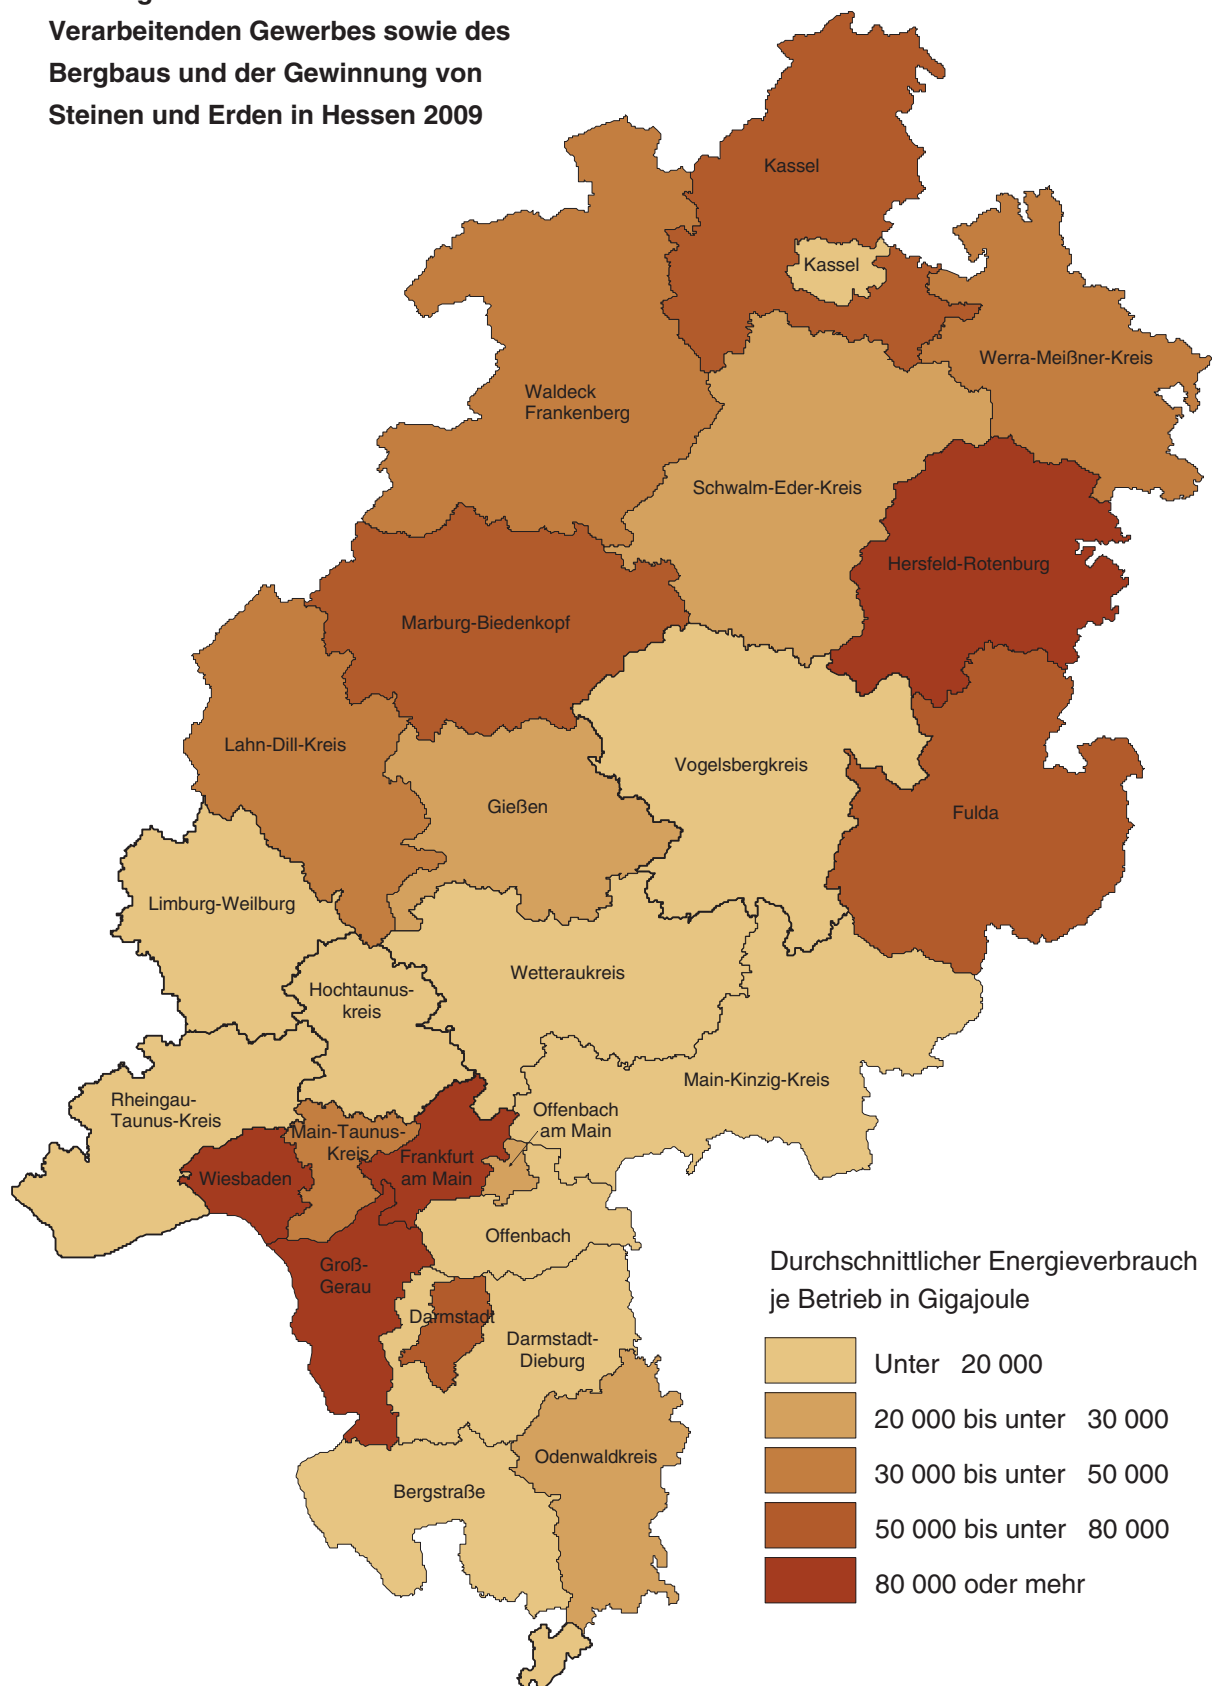 Verarbeitenden Gewerbes sowie des
Bergbaus und der Gewinnung von
Steinen und Erden in Hessen 2009
Kassel
Kassel
Werra-Meißner-Kreis
Waldeck
Frankenberg
Schwalm-Eder-Kreis
Hersfeld-Rotenburg
Marburg-Biedenkopf
Lahn-Dill-Kreis
Vogelsbergkreis
Gießen
Fulda
Limburg-Weilburg
Wetteraukreis
Hochtaunus-
kreis
Main-Kinzig-Kreis
Rheingau-
Taunus-Kreis
Offenbach
am Main
Main-Taunus-
Kreis
Frankfurt
am Main
Wiesbaden
Offenbach
Groß-
Gerau
Darmstadt
Darmstadt-
Dieburg
Odenwaldkreis
Bergstraße
Durchschnittlicher Energieverbrauch
je Betrieb in Gigajoule
Unter 20 000
20 000 bis unter 30 000
30 000 bis unter 50 000
50 000 bis unter 80 000
80 000 oder mehr